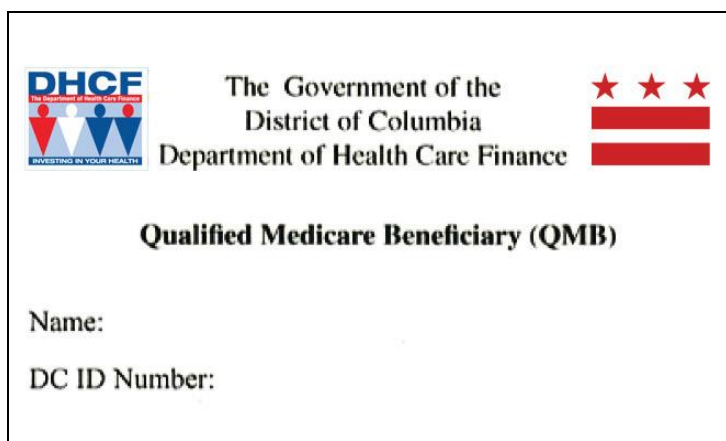 DHCF
The Department of Health Care Finance
INVESTING IN YOUR HEALTH
The Government of the
District of Columbia
Department of Health Care Finance
Qualified Medicare Beneficiary (QMB)
Name:
DC ID Number: